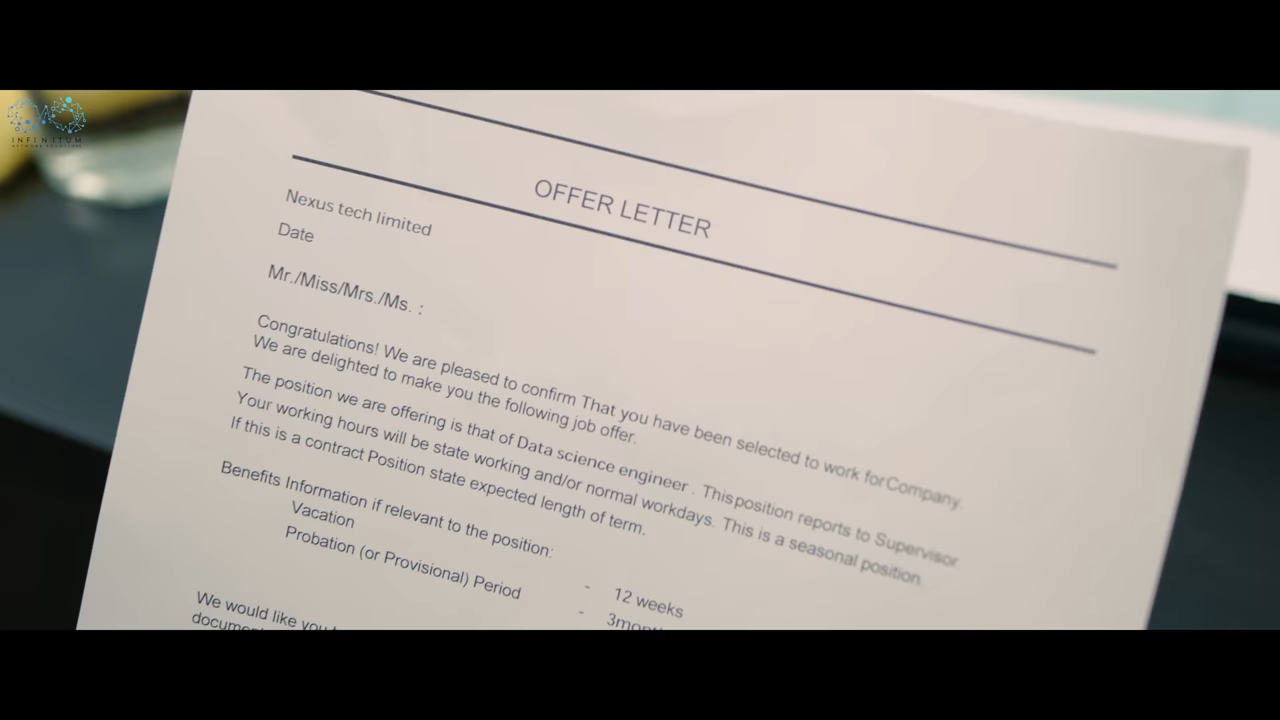 INFINITUM
NETWORK SOLUTIONS
OFFER LETTER
Nexus tech limited
Date
Mr./Miss/Mrs./Ms. :
Congratulations! We are pleased to confirm That you have been selected to work forCompany.
We are delighted to make you the following job offer.
The position we are offering is that of Data science engineer . Thisposition reports to Supervisor
Your working hours will be state working and/or normal workdays. This is a seasonal position.
If this is a contract Position state expected length of term.
Benefits Information if relevant to the position:
Vacation - 12 weeks
Probation (or Provisional) Period -
We would like you